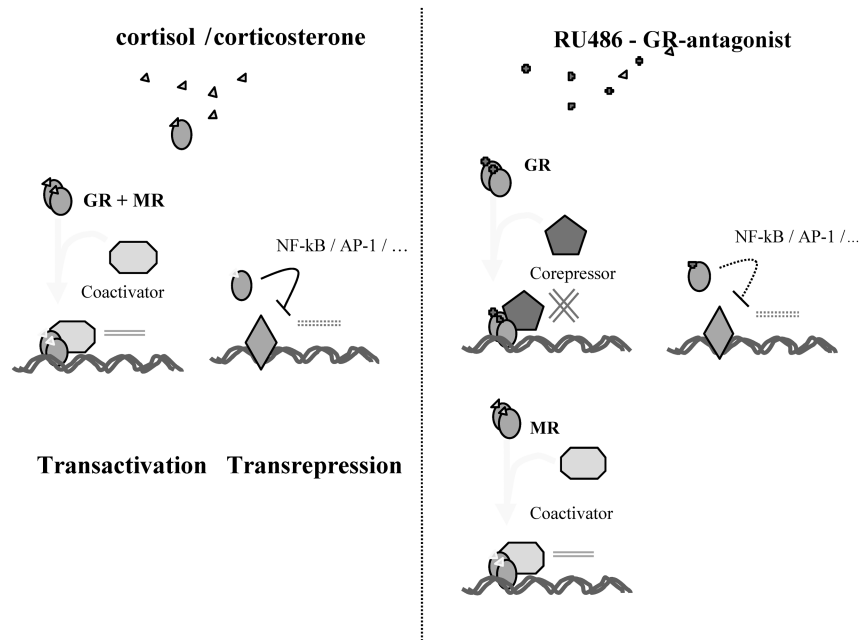 cortisol /corticosterone
GR + MR
NF-kB / AP-1 / ...
Coactivator
Transactivation Transrepression
RU486 - GR-antagonist
GR
NF-kB / AP-1 /...
Corepressor
MR
Coactivator